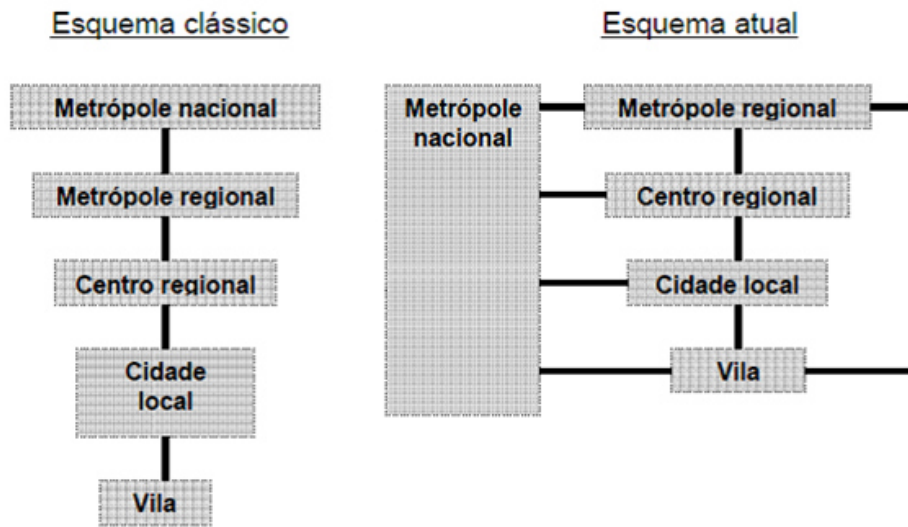 Esquema clássico
Metrópole nacional
Metrópole regional
Centro regional
Cidade
local
Vila
Esquema atual
Metrópole
nacional
Metrópole regional
Centro regional
Cidade local
Vila